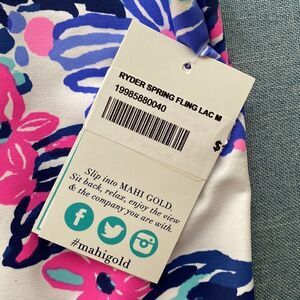 RYDER SPRING FLING LAC M
19985880040
$
Slip into MAHI GOLD.
Sit back, relax, enjoy the view
& the company you are with.
#mahigold